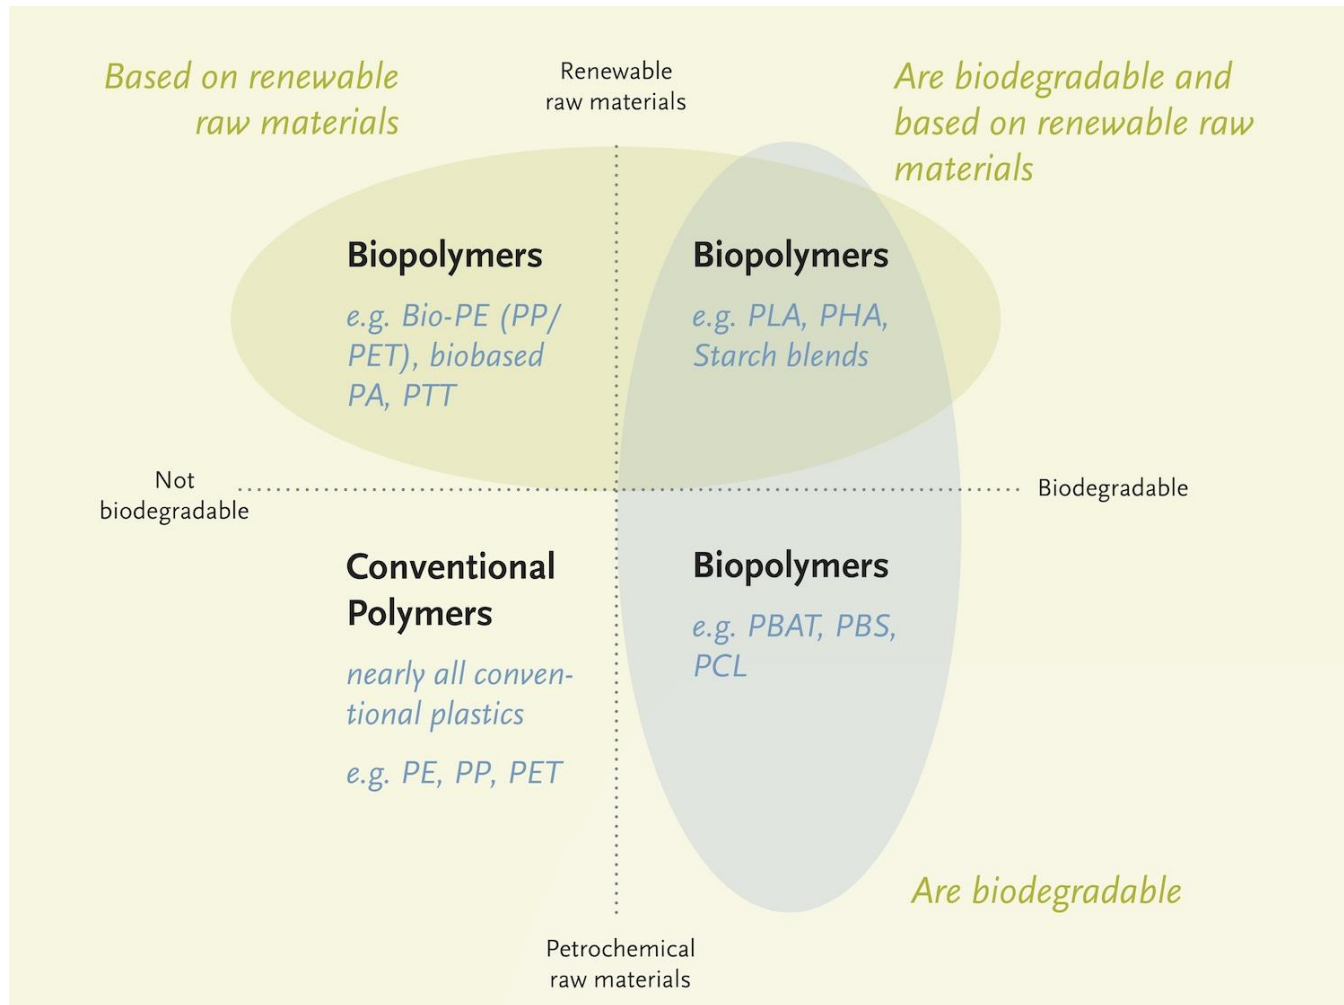 Based on renewable
raw materials
Renewable
raw materials
Are biodegradable and
based on renewable raw
materials
Biopolymers
e.g. Bio-PE (PP/
PET), biobased
PA, PTT
Biopolymers
e.g. PLA, PHA,
Starch blends
Not
biodegradable
Biodegradable
Conventional
Polymers
nearly all conven-
tional plastics
e.g. PE, PP, PET
Biopolymers
e.g. PBAT, PBS,
PCL
Are biodegradable
Petrochemical
raw materials